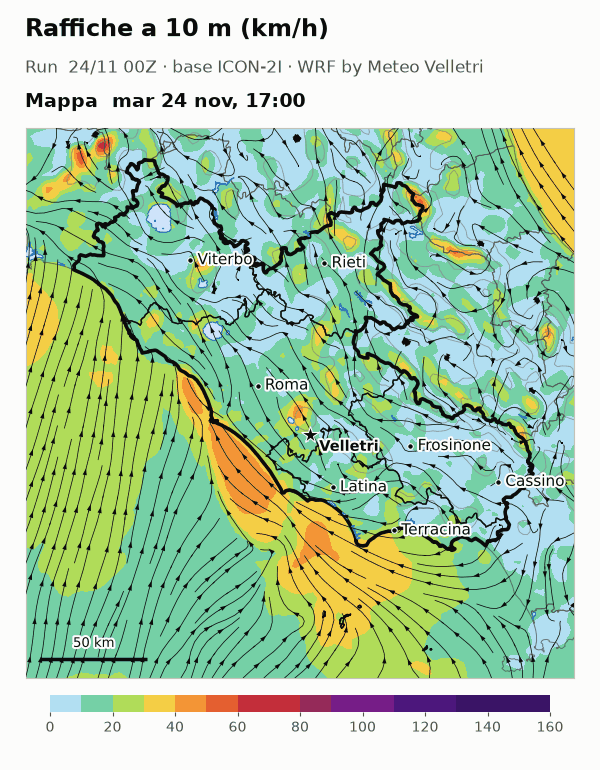 Raffiche a 10 m (km/h)
Run 24/11 00Z · base ICON-2I · WRF by Meteo Velletri
Mappa mar 24 nov, 17:00
Viterbo
Rieti
Roma
Velletri
Frosinone
Cassino
Latina
Terracina
50 km
0 20 40 60 80 100 120 140 160